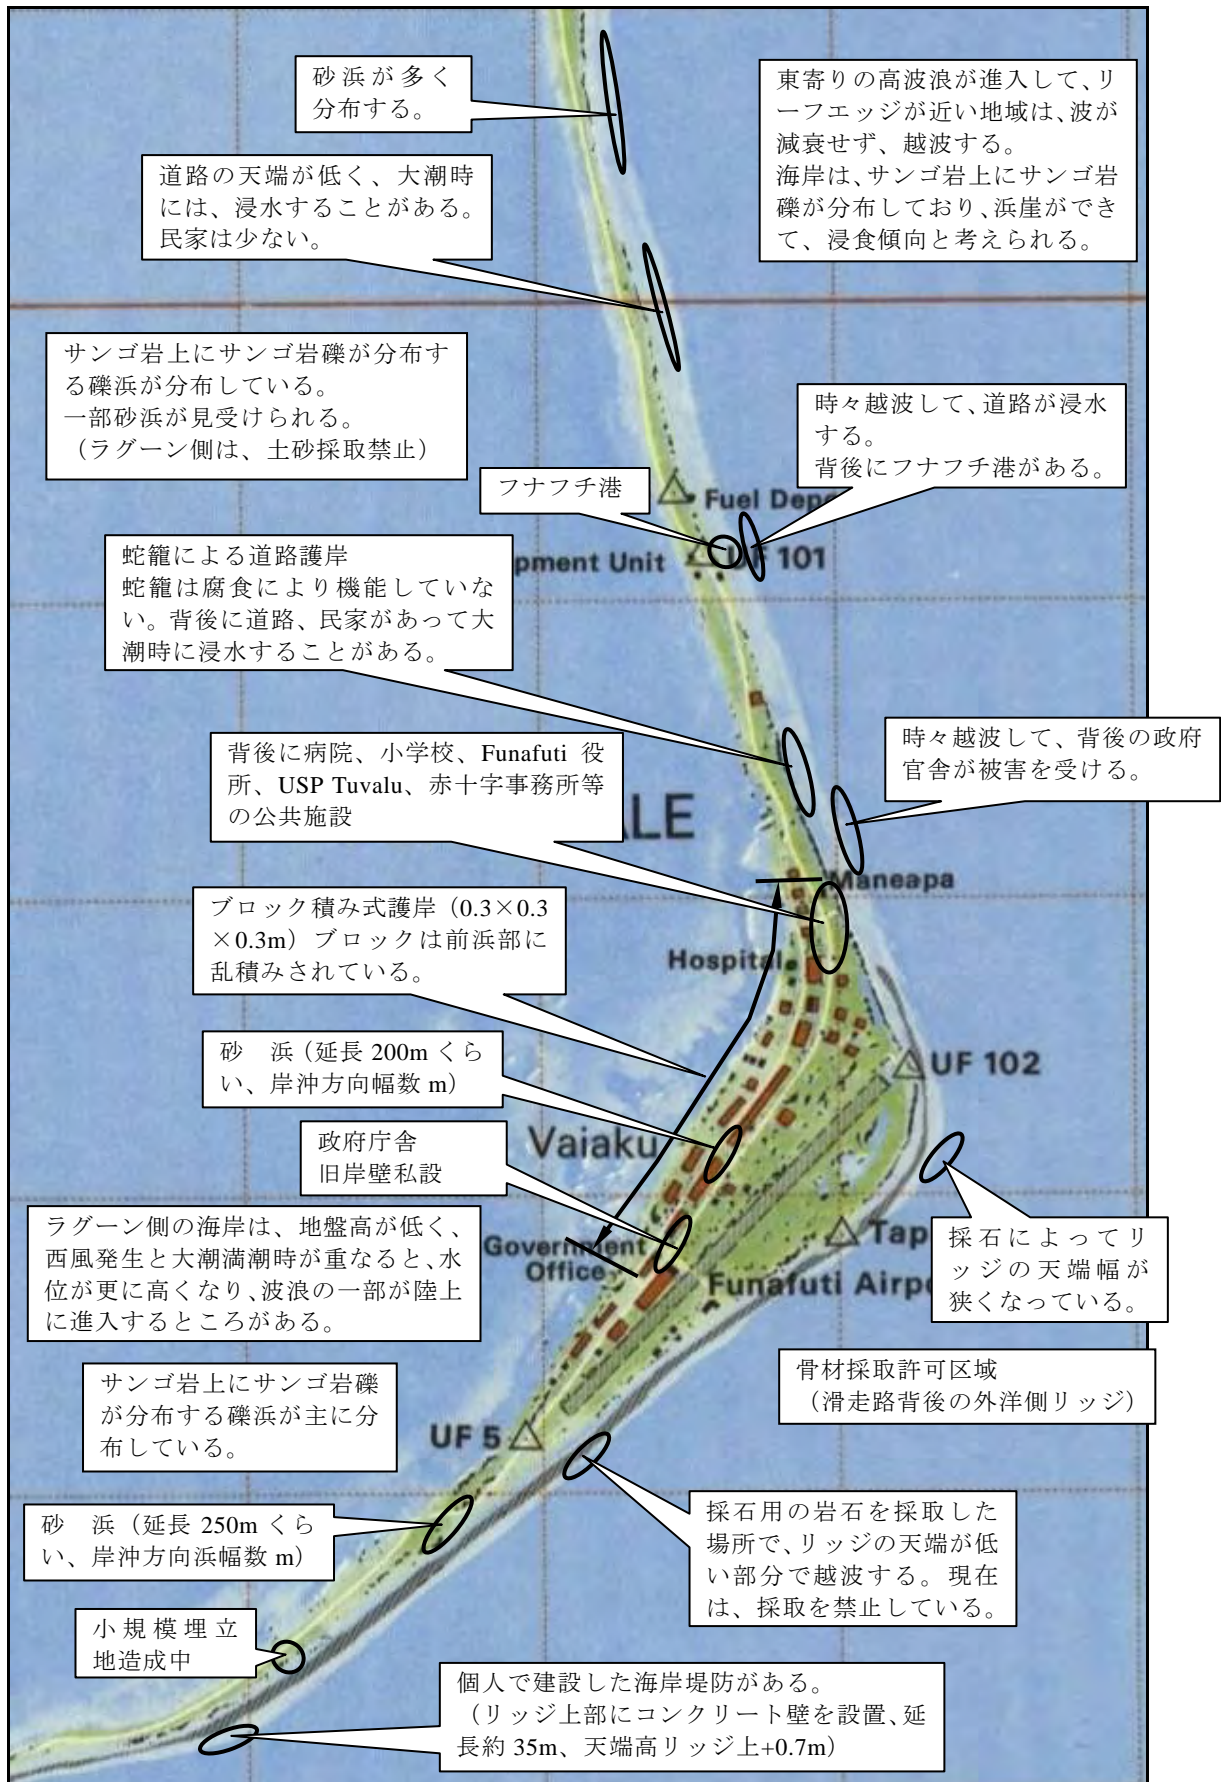 砂浜が多く
分布する。
東寄りの高波浪が進入して、リ
ーフエッジが近い地域は、波が
減衰せず、越波する。
海岸は、サンゴ岩上にサンゴ岩
礫が分布しており、浜崖ができ
て、浸食傾向と考えられる。
道路の天端が低く、大潮時
には、浸水することがある。
民家は少ない。
サンゴ岩上にサンゴ岩礫が分布す
る礫浜が分布している。
一部砂浜が見受けられる。
（ラグーン側は、土砂採取禁止）
時々越波して、道路が浸水
する。
背後にフナフチ港がある。
フナフチ港
Fuel Depo
pment Unit
UF 101
蛇籠による道路護岸
蛇籠は腐食により機能していな
い。背後に道路、民家があって大
潮時に浸水することがある。
背後に病院、小学校、Funafuti 役
所、USP Tuvalu、赤十字事務所等
の公共施設
時々越波して、背後の政府
官舎が被害を受ける。
ALE
Maneapa
ブロック積み式護岸（0.3×0.3
×0.3m）ブロックは前浜部に
乱積みされている。
Hospital
砂　浜（延長 200m くら
い、岸沖方向幅数 m）
UF 102
政府庁舎
旧岸壁私設
Vaiaku
ラグーン側の海岸は、地盤高が低く、
西風発生と大潮満潮時が重なると、水
位が更に高くなり、波浪の一部が陸上
に進入するところがある。
Government
Office
Tap
Funafuti Airpo
採石によってリ
ッジの天端幅が
狭くなっている。
骨材採取許可区域
（滑走路背後の外洋側リッジ）
サンゴ岩上にサンゴ岩礫
が分布する礫浜が主に分
布している。
UF 5
砂　浜（延長 250m くら
い、岸沖方向浜幅数 m）
採石用の岩石を採取した
場所で、リッジの天端が低
い部分で越波する。現在
は、採取を禁止している。
小規模埋立
地造成中
個人で建設した海岸堤防がある。
（リッジ上部にコンクリート壁を設置、延
長約 35m、天端高リッジ上+0.7m）